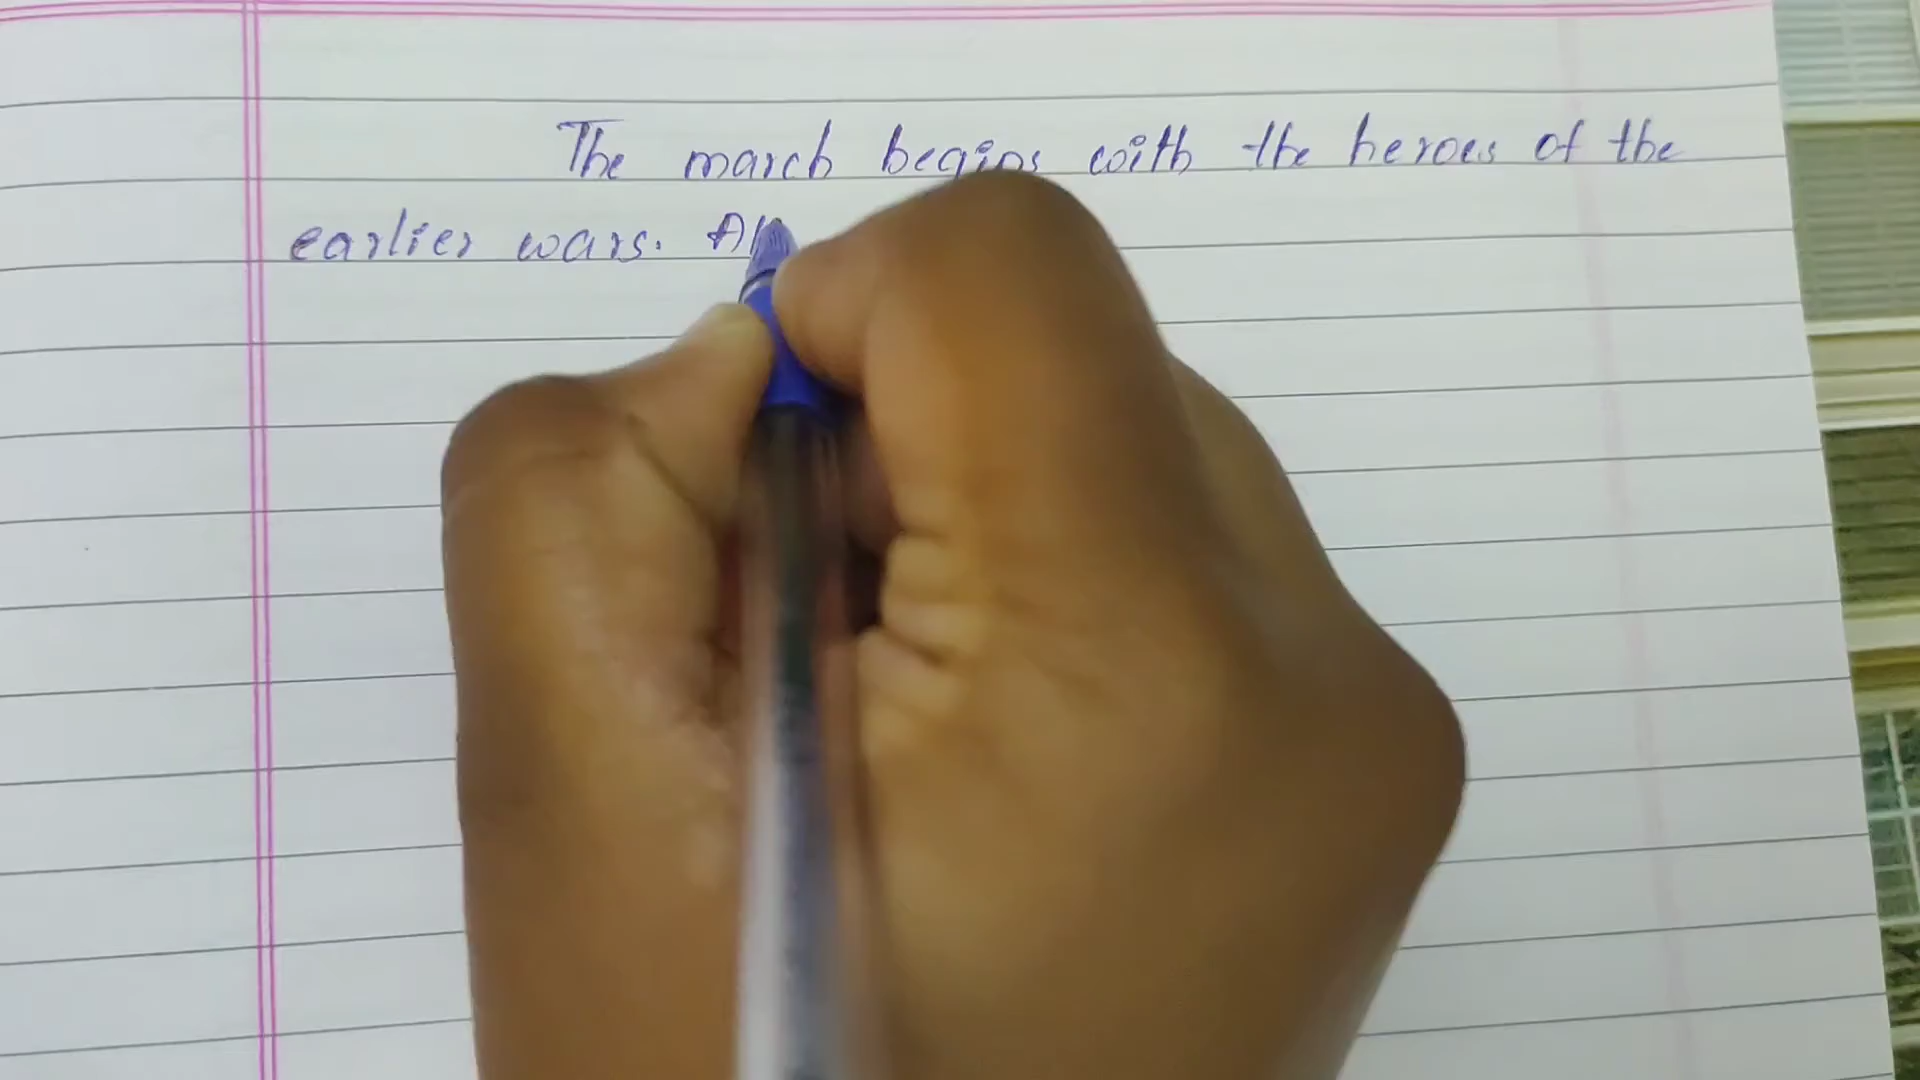 The march begins with the heroes of the
earlier wars.